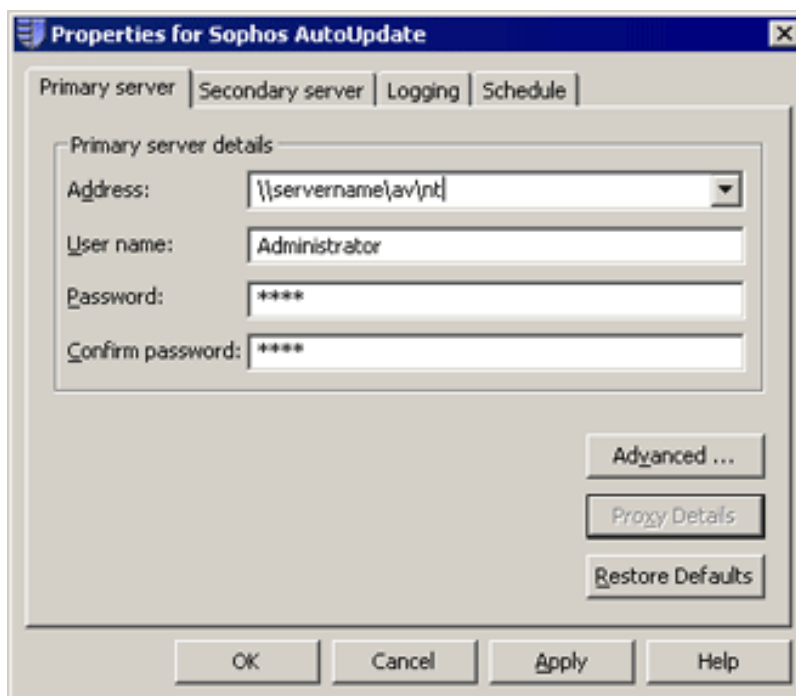 Properties for Sophos AutoUpdate
Primary server Secondary server Logging Schedule
Primary server details
Address: \\servername\av\nt
User name: Administrator
Password: ****
Confirm password: ****
Advanced ...
Proxy Details
Restore Defaults
OK Cancel Apply Help